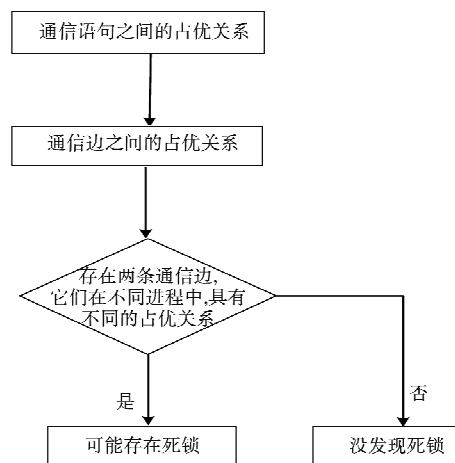 通信语句之间的占优关系
通信边之间的占优关系
存在两条通信边,
它们在不同进程中,具有
不同的占优关系
是
否
可能存在死锁
没发现死锁